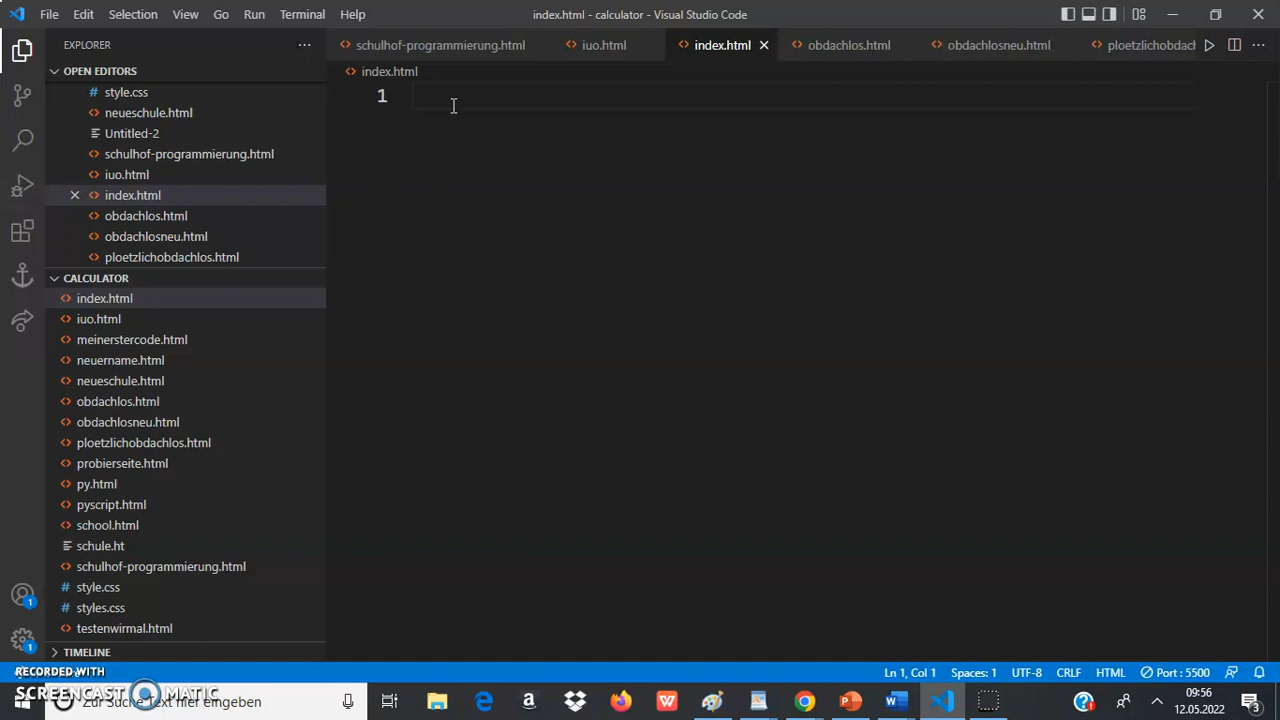 File Edit Selection View Go Run Terminal Help
index.html - calculator - Visual Studio Code
EXPLORER
schulhof-programmierung.html
iuo.html
index.html
obdachlos.html
obdachlosneu.html
ploetzlichobdach
OPEN EDITORS
index.html
style.css
1
neueschule.html
Untitled-2
schulhof-programmierung.html
iuo.html
index.html
obdachlos.html
obdachlosneu.html
ploetzlichobdachlos.html
CALCULATOR
index.html
iuo.html
meinerstercode.html
neuername.html
neueschule.html
obdachlos.html
obdachlosneu.html
ploetzlichobdachlos.html
probierseite.html
py.html
pyscript.html
school.html
schule.ht
schulhof-programmierung.html
style.css
styles.css
testenwirmal.html
1
1
TIMELINE
RECORDED WITH
Ln 1, Col 1 Spaces: 1 UTF-8 CRLF HTML Port : 5500
SCREENCAST MATIC
Zur Suche Text hier eingeben
09:56
12.05.2022
3